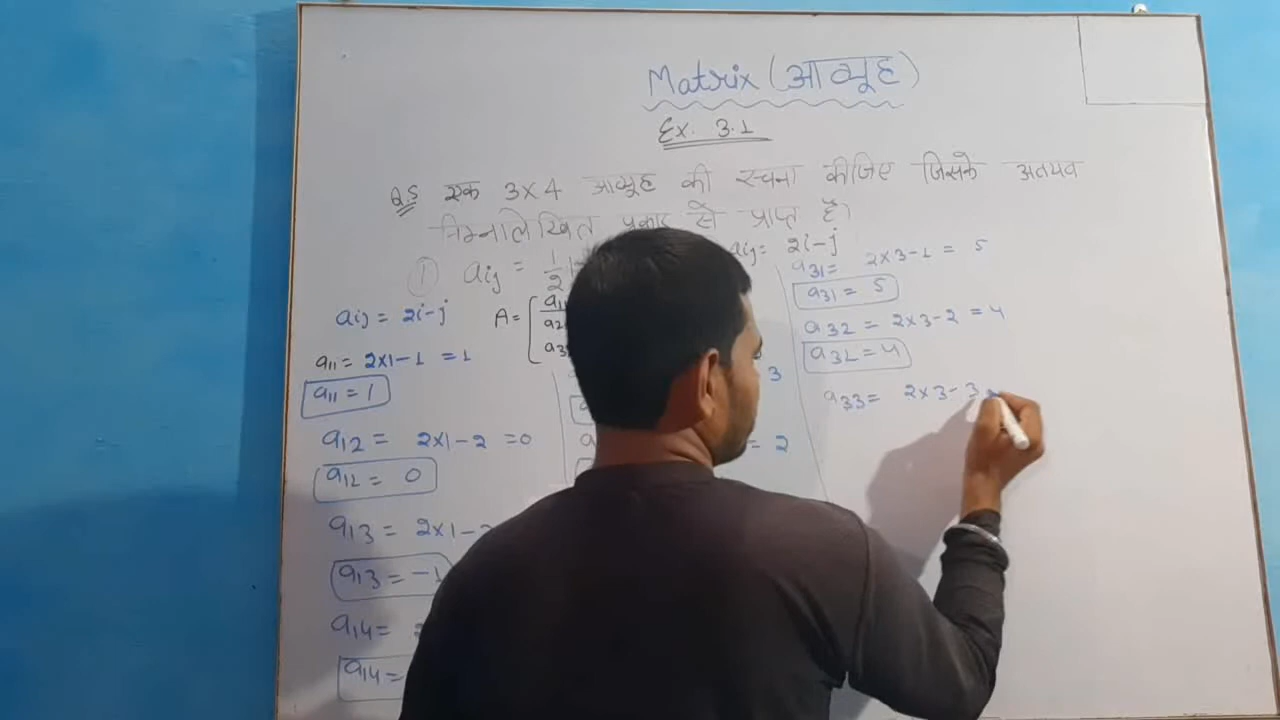 Matrix (आव्यूह)
Ex. 3.1
Q.5 एक 3×4 आव्यूह की रचना कीजिए जिसके अवयव
निम्नलिखित प्रकार से प्राप्त हैं।
① aij = 1/2
aij = 2i-j
aij = 2i-j
A = [
a11 = 2×1-1 = 1
a11 = 1
a12 = 2×1-2 = 0
a12 = 0
a13 = 2×1-
a13 = -1
a14 =
a14 =
3
= 2
a31 = 2×3-1 = 5
a31 = 5
a32 = 2×3-2 = 4
a32 = 4
a33 = 2×3-3